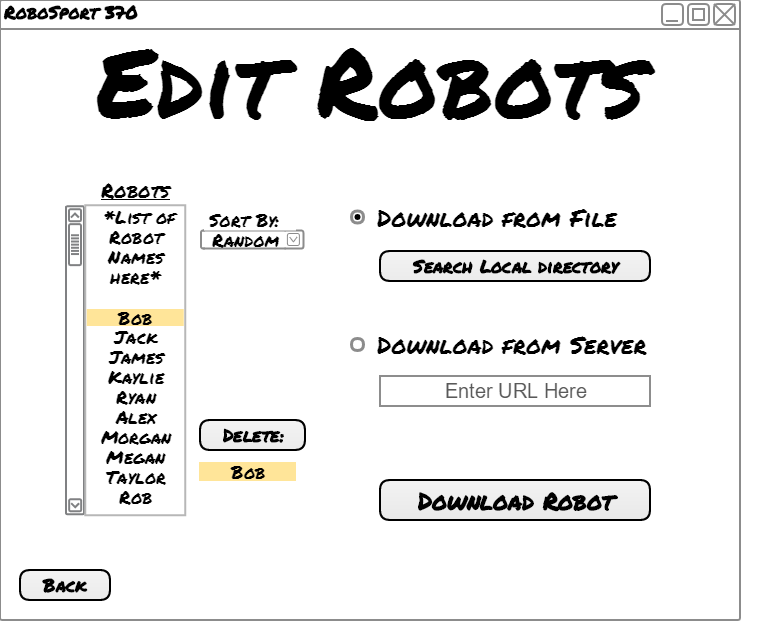 RoboSport 370
Edit Robots
Robots
*List of
Robot
Names
here*
Bob
Jack
James
Kaylie
Ryan
Alex
Morgan
Megan
Taylor
Rob
Sort By:
Random
Delete:
Bob
Download from File
Search Local directory
Download from Server
Enter URL Here
Download Robot
Back